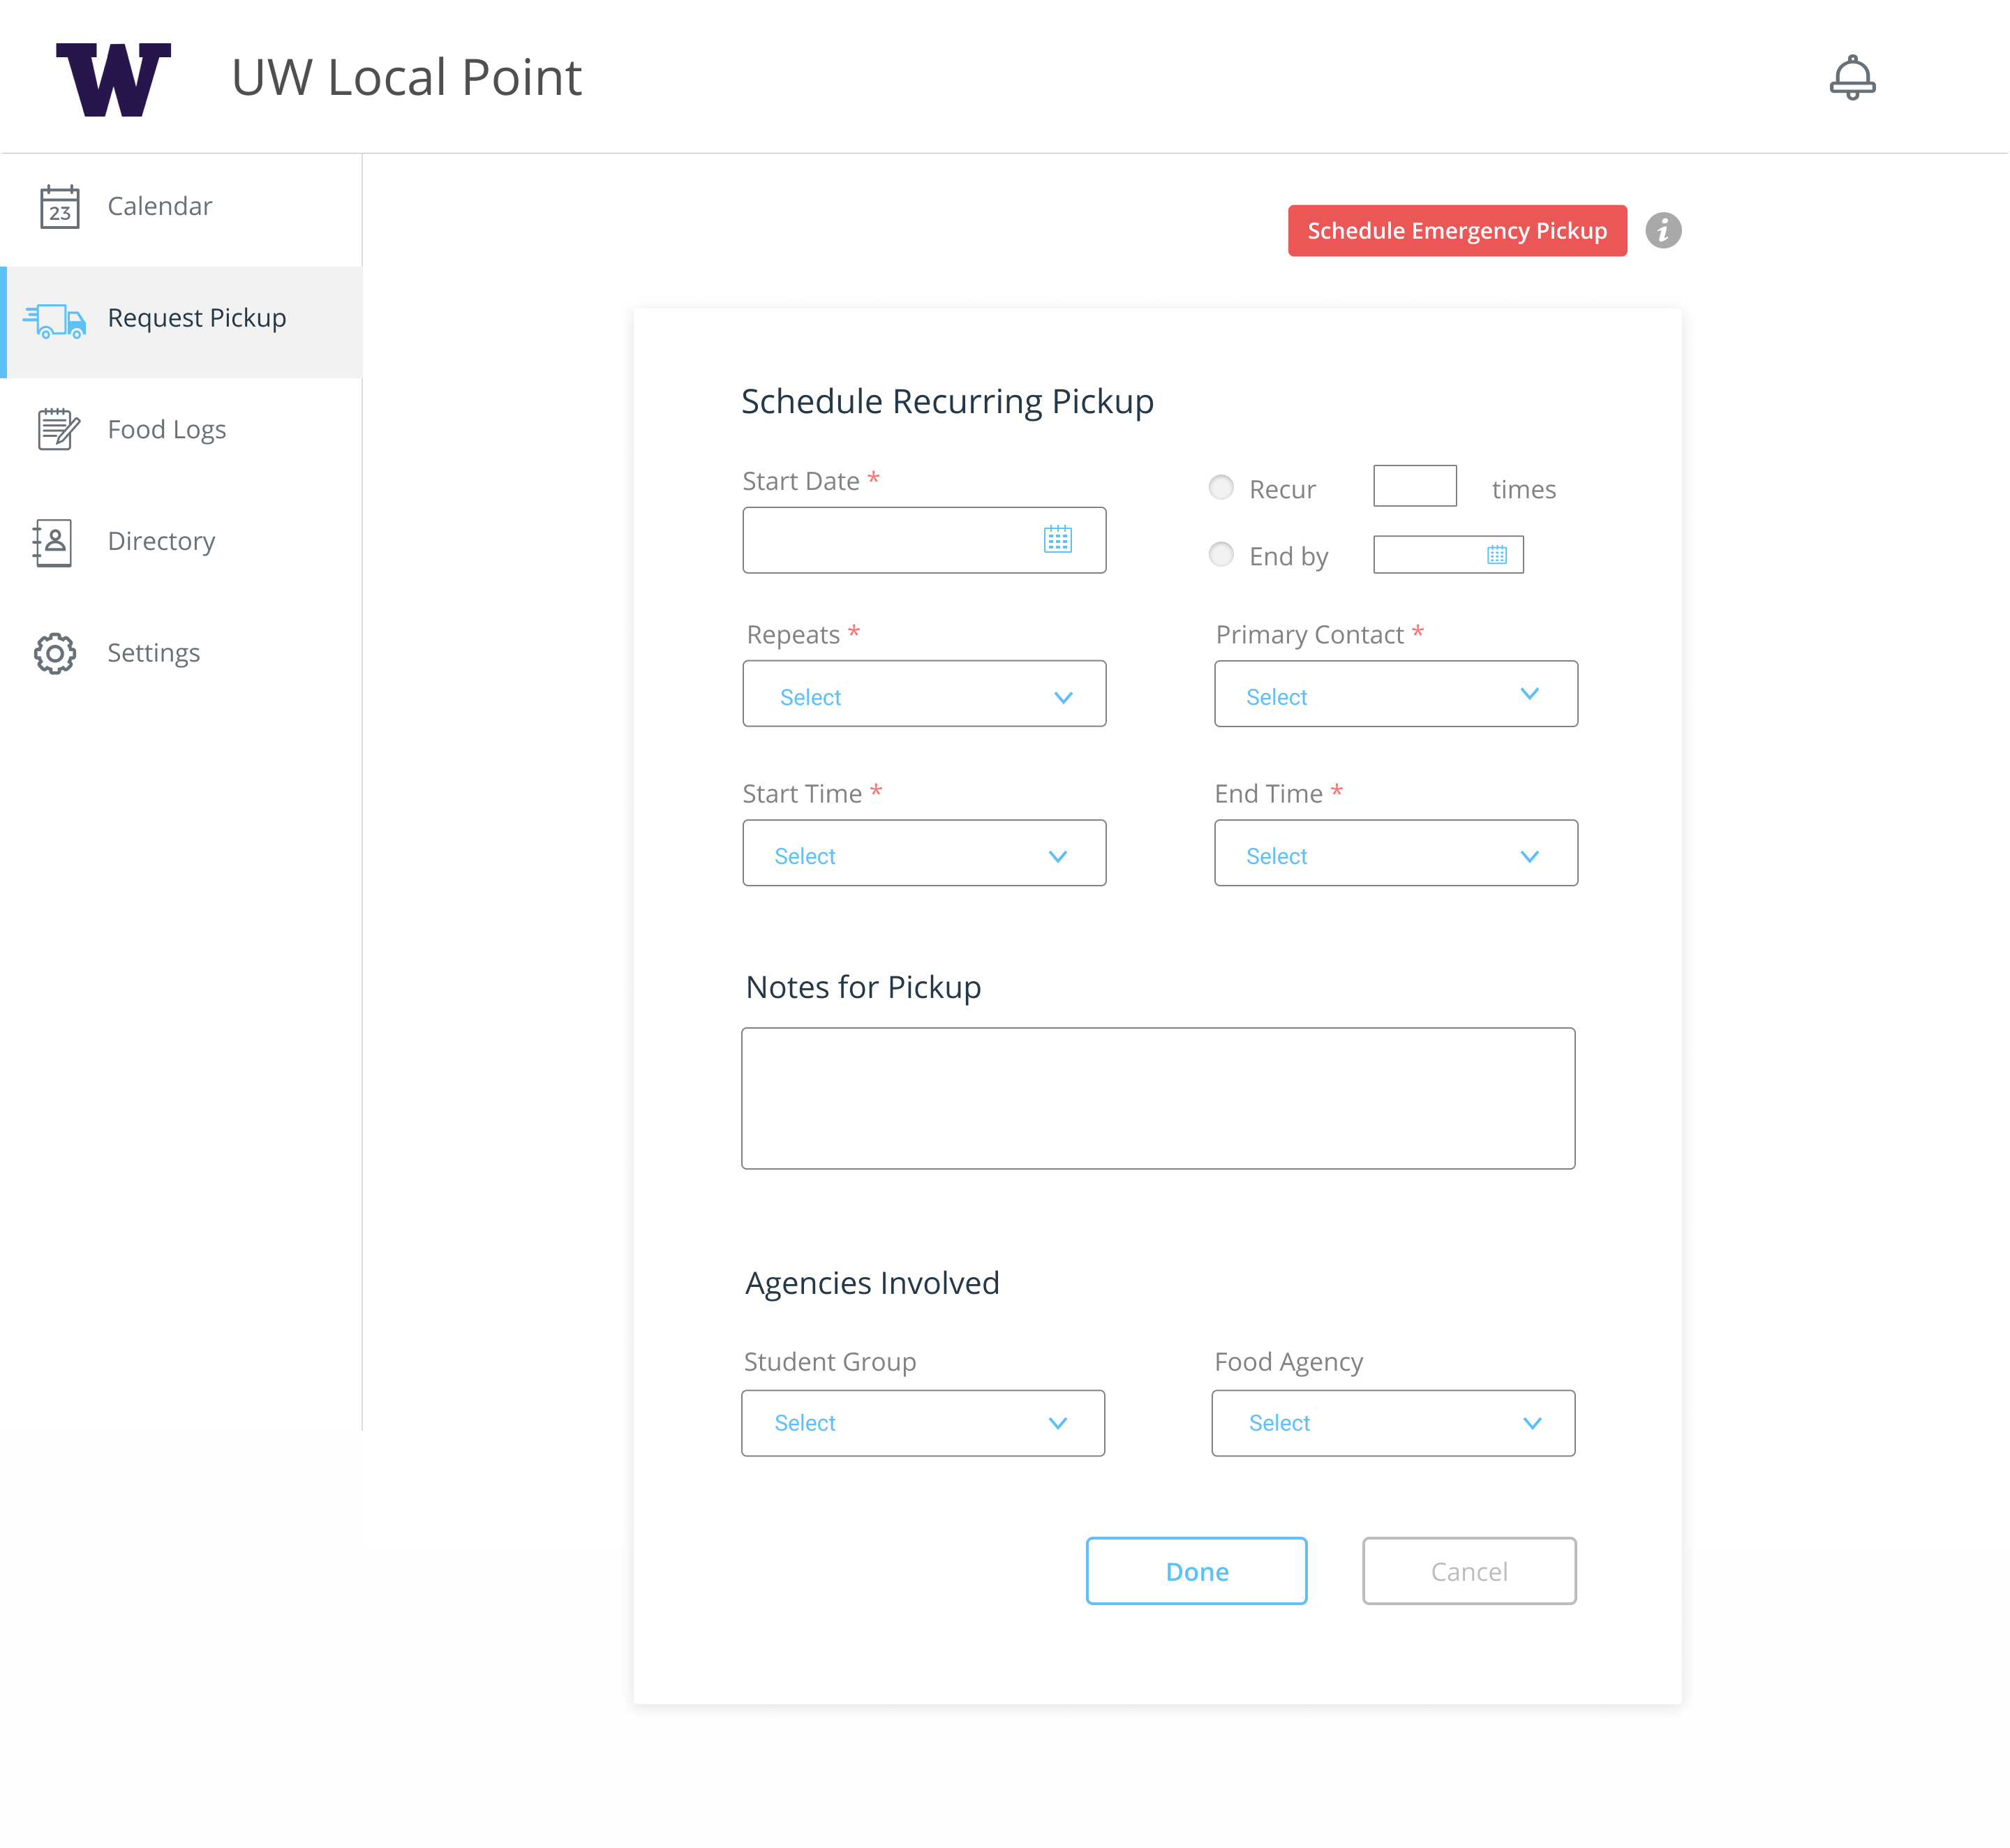 W UW Local Point
Calendar
23
Schedule Emergency Pickup i
Request Pickup
Food Logs
Directory
Settings
Schedule Recurring Pickup
Start Date *
Recur times
End by
Repeats * Primary Contact *
Select Select
Start Time * End Time *
Select Select
Notes for Pickup
Agencies Involved
Student Group Food Agency
Select Select
Done Cancel